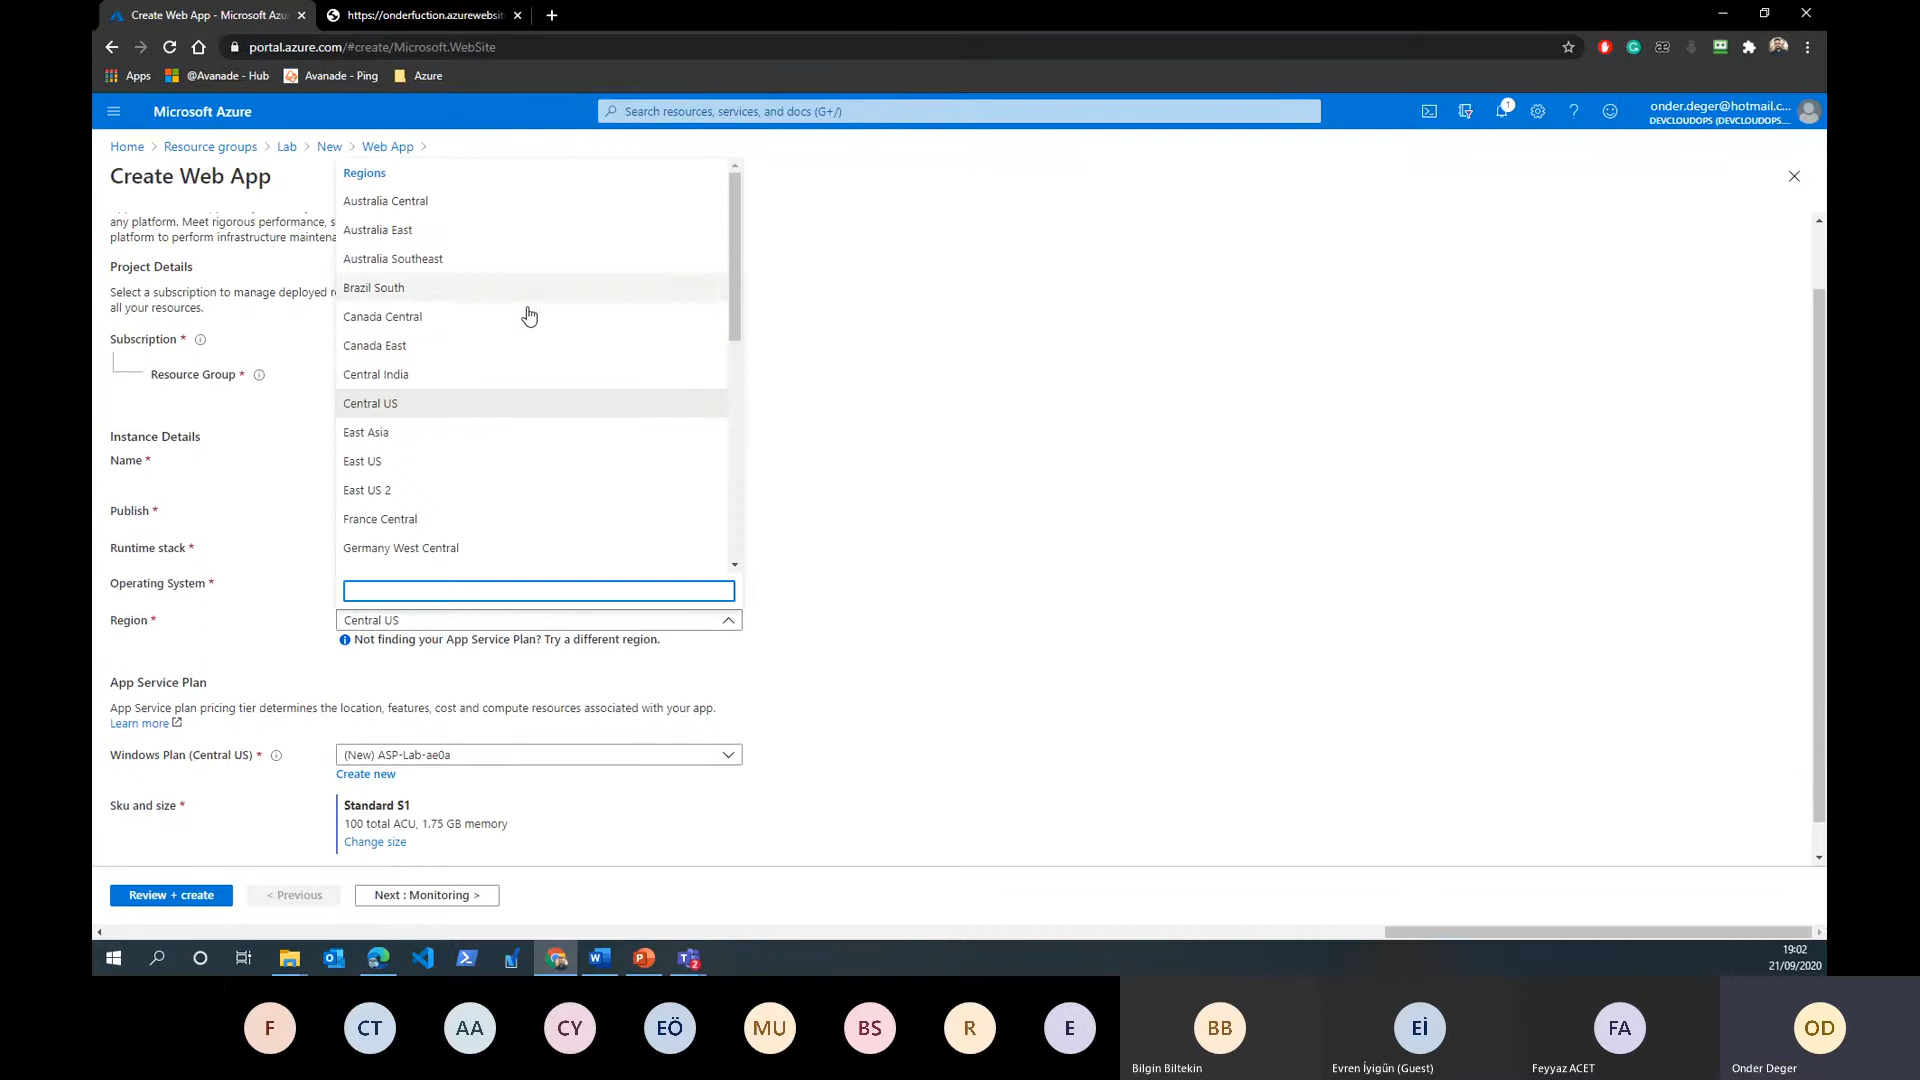 Create Web App - Microsoft Azu
https://onderfuction.azurewebsit
portal.azure.com/#create/Microsoft.WebSite
Apps
@Avanade - Hub
Avanade - Ping
Azure
Microsoft Azure
Search resources, services, and docs (G+/)
1
onder.deger@hotmail.c...
DEVCLOUDOPS (DEVCLOUDOPS....
Home > Resource groups > Lab > New > Web App >
Create Web App
any platform. Meet rigorous performance, s
platform to perform infrastructure maintena
Project Details
Select a subscription to manage deployed r
all your resources.
Subscription *
Resource Group *
Instance Details
Name *
Publish *
Runtime stack *
Operating System *
Region *
Regions
Australia Central
Australia East
Australia Southeast
Brazil South
Canada Central
Canada East
Central India
Central US
East Asia
East US
East US 2
France Central
Germany West Central
Central US
Not finding your App Service Plan? Try a different region.
App Service Plan
App Service plan pricing tier determines the location, features, cost and compute resources associated with your app.
Learn more
Windows Plan (Central US) *
(New) ASP-Lab-ae0a
Create new
Sku and size *
Standard S1
100 total ACU, 1.75 GB memory
Change size
Review + create
< Previous
Next : Monitoring >
19:02
21/09/2020
F
CT
AA
CY
EÖ
MU
BS
R
E
BB
Bilgin Biltekin
Eİ
Evren İyigün (Guest)
FA
Feyyaz ACET
OD
Onder Deger